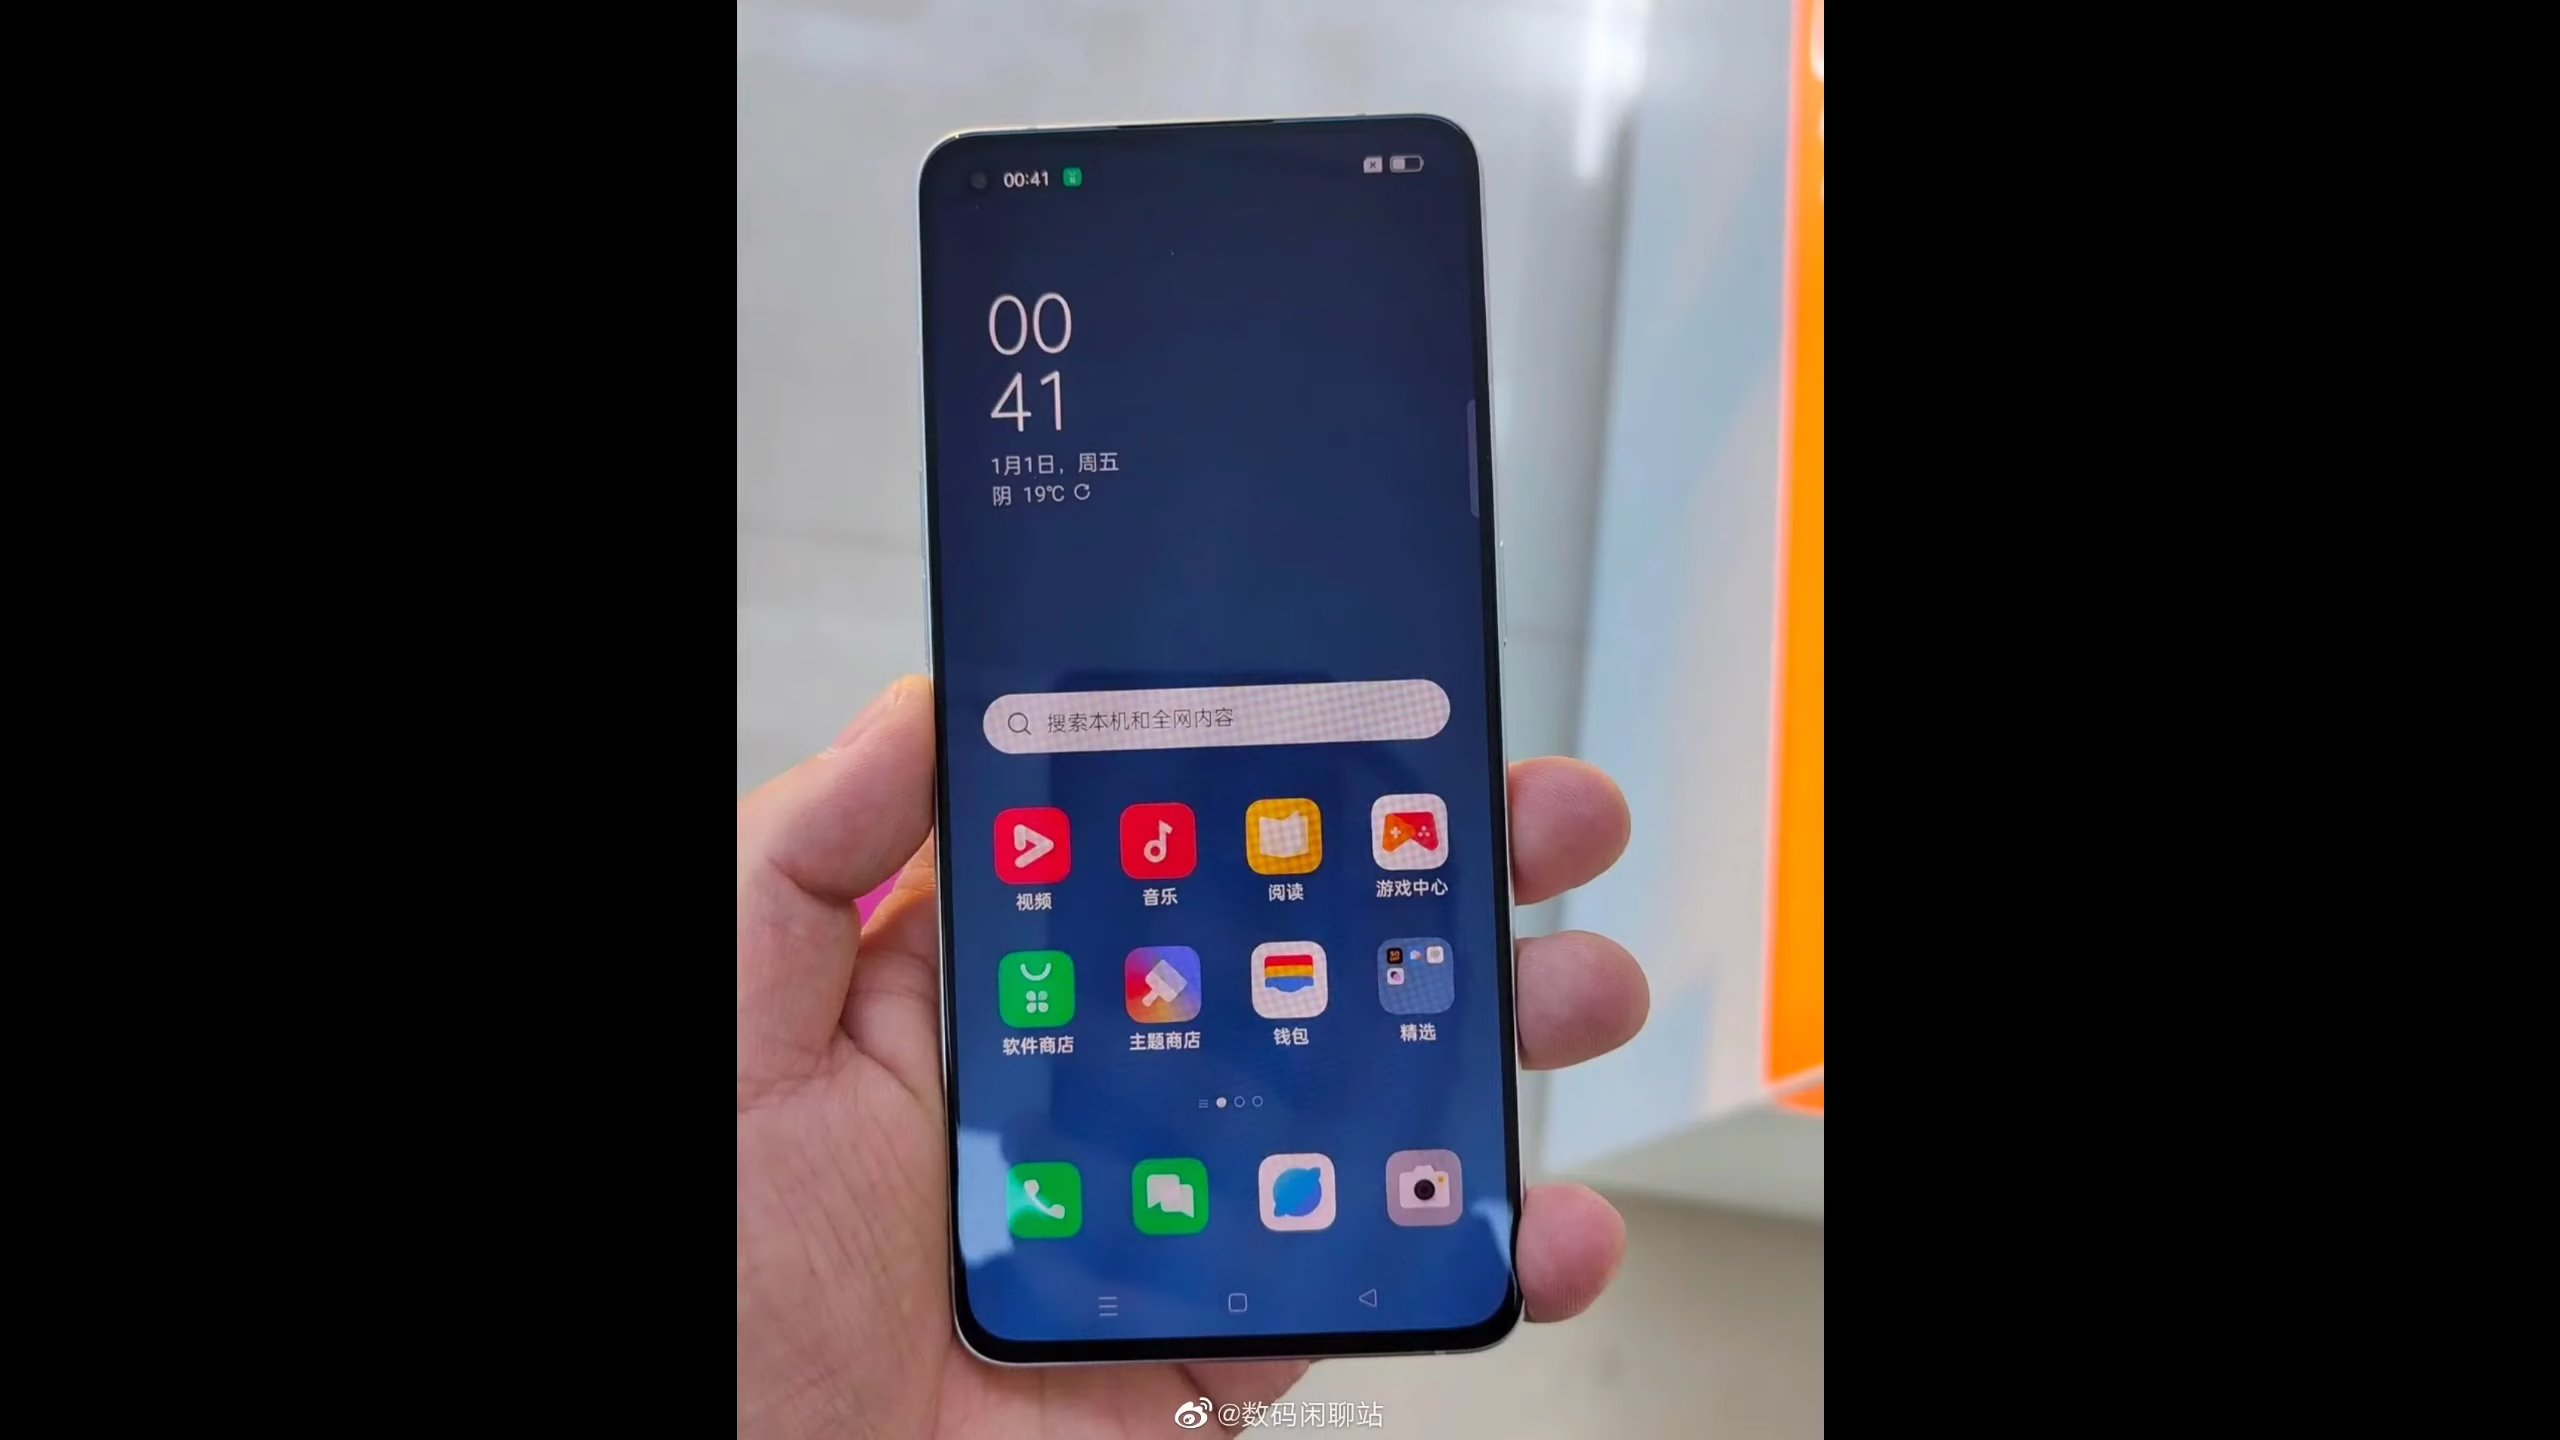 00:41
00
41
1月1日，周五
阴 19℃
搜索本机和全网内容
视频
音乐
阅读
游戏中心
软件商店
主题商店
钱包
精选
@数码闲聊站